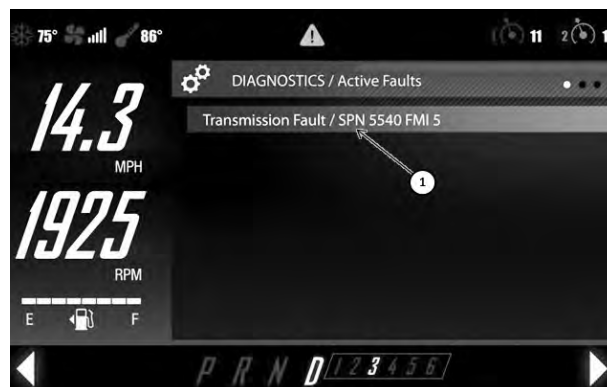 75° 86° 11 2 1
DIAGNOSTICS / Active Faults
14.3
MPH
Transmission Fault / SPN 5540 FMI 5
1
1925
RPM
E F
P R N D 1 2 3 4 5 6